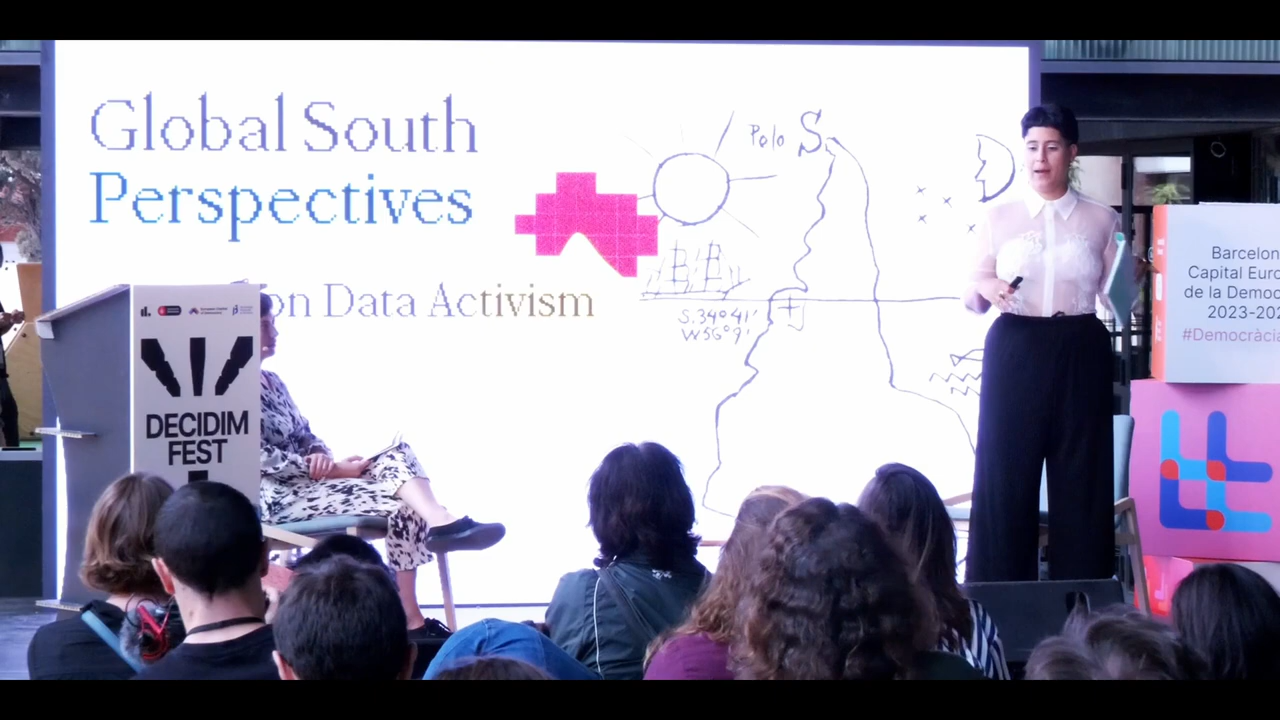 Global South
Perspectives
on Data Activism
Polo S.
S. 34°41'
W 56°9'
DECIDIM
FEST
Barcelon
Capital Euro
de la Democ
2023-202
#Democràcia